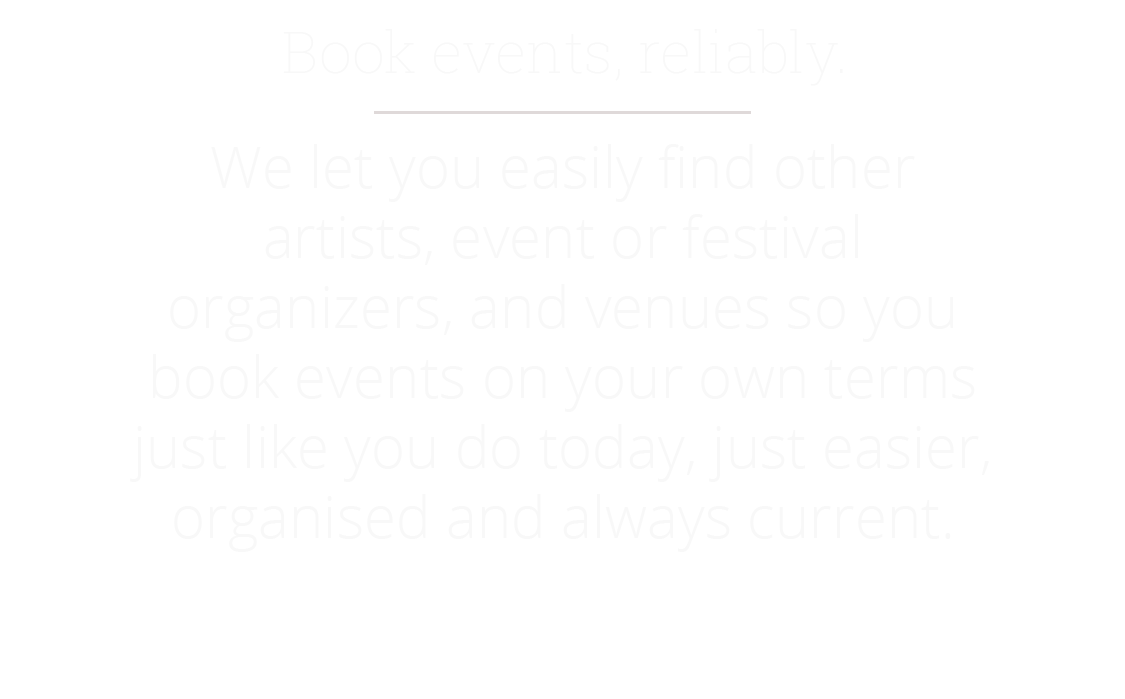 Book events, reliably.
We let you easily find other
artists, event or festival
organizers, and venues so you
book events on your own terms
just like you do today, just easier,
organised and always current.